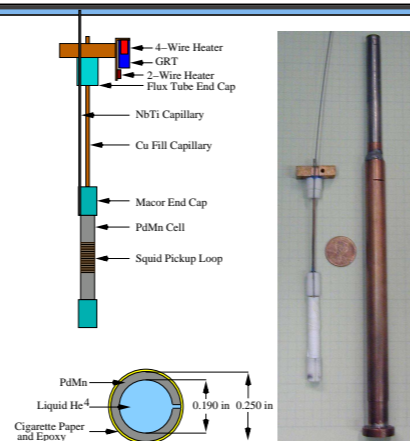 4–Wire Heater
GRT
2–Wire Heater
Flux Tube End Cap
NbTi Capillary
Cu Fill Capillary
Macor End Cap
PdMn Cell
Squid Pickup Loop
PdMn
Liquid He⁴
Cigarette Paper
and Epoxy
0.190 in
0.250 in